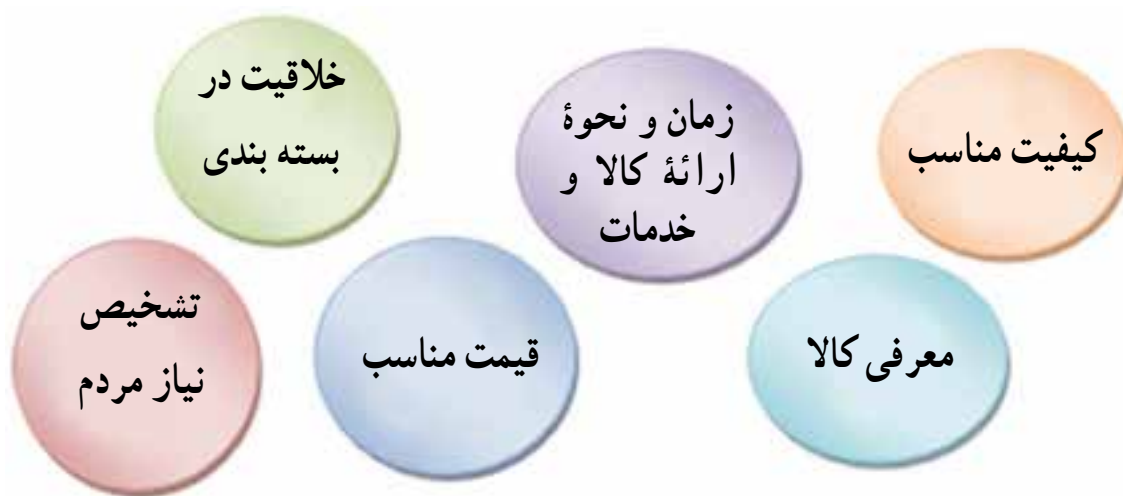 کیفیت مناسب
زمان و نحوهٔ
ارائهٔ کالا و
خدمات
خلاقیت در
بسته بندی
معرفی کالا
قیمت مناسب
تشخیص
نیاز مردم